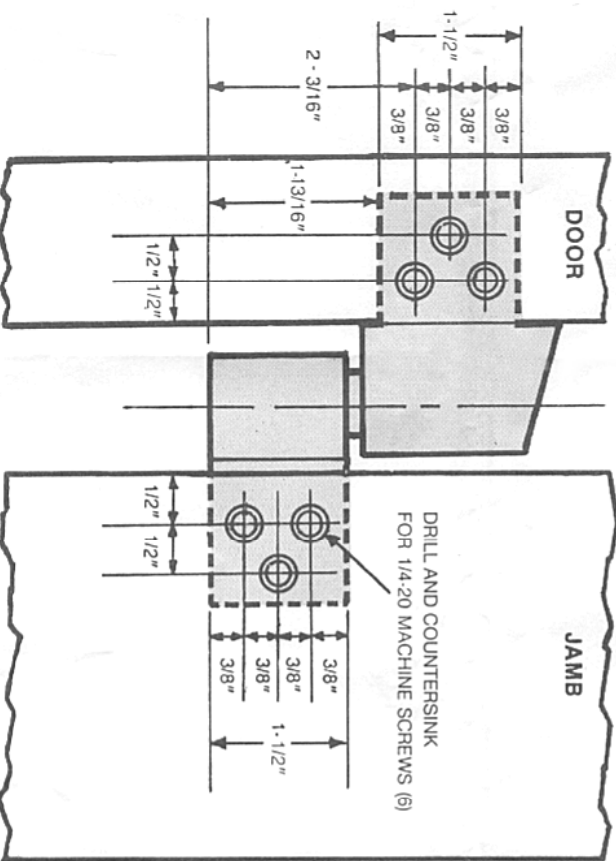 1-1/2"
2 - 3/16"
3/8" 3/8" 3/8" 3/8"
1-13/16"
DOOR
1/2" 1/2"
1/2" 1/2"
DRILL AND COUNTERSINK
FOR 1/4-20 MACHINE SCREWS (6)
JAMB
3/8" 3/8" 3/8" 3/8"
1-1/2"